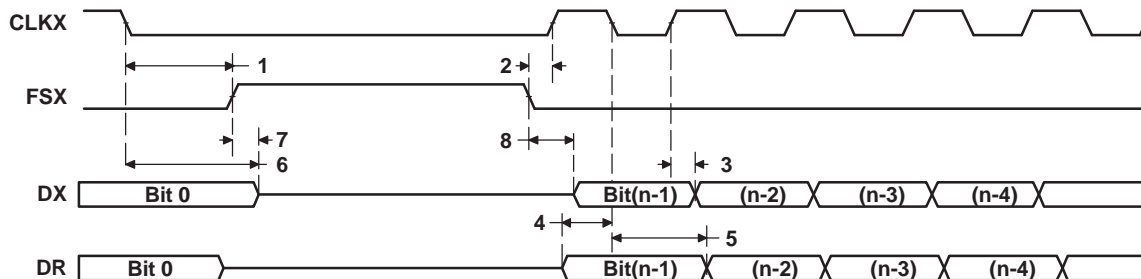 CLKX
1
2
FSX
7
8
6
3
DX
Bit 0
Bit(n-1)
(n-2)
(n-3)
(n-4)
4
5
DR
Bit 0
Bit(n-1)
(n-2)
(n-3)
(n-4)